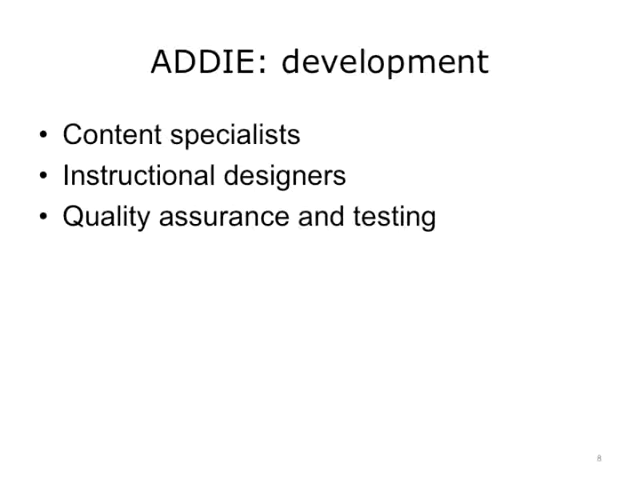 ADDIE: development
• Content specialists
• Instructional designers
• Quality assurance and testing
8